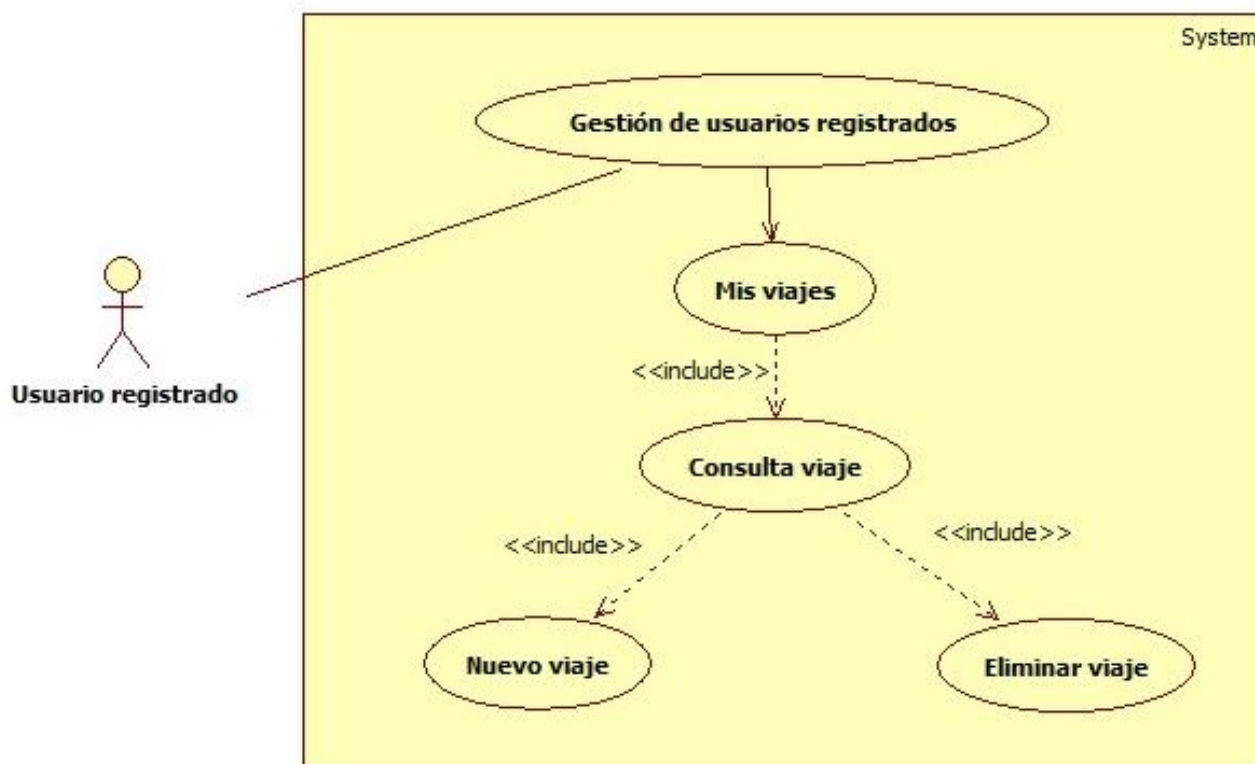 System
Gestión de usuarios registrados
Mis viajes
<<include>>
Usuario registrado
Consulta viaje
<<include>>
<<include>>
Nuevo viaje
Eliminar viaje